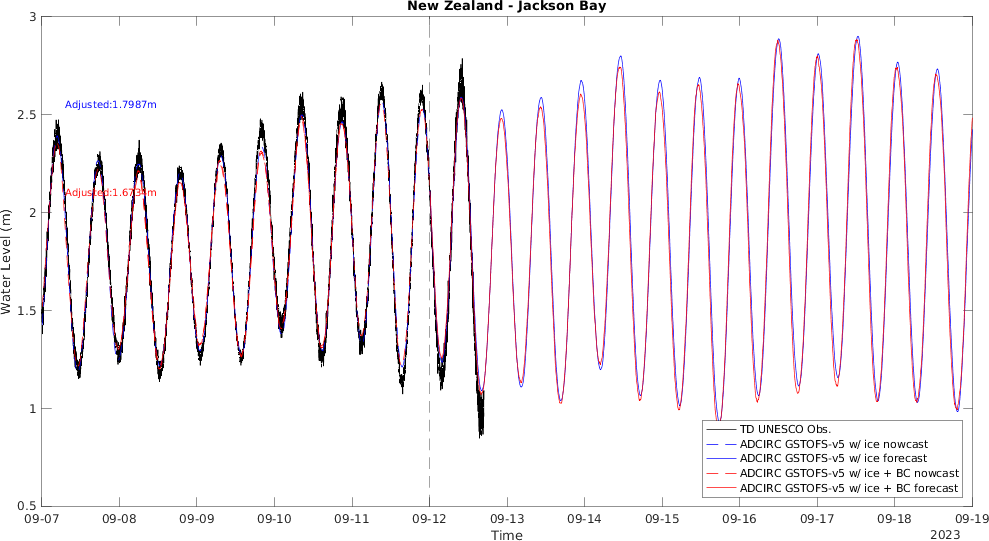 New Zealand - Jackson Bay
Water Level (m)
3
2.5
2
1.5
1
0.5
Adjusted:1.7987m
Adjusted:1.6734m
TD UNESCO Obs.
ADCIRC GSTOFS-v5 w/ ice nowcast
ADCIRC GSTOFS-v5 w/ ice forecast
ADCIRC GSTOFS-v5 w/ ice + BC nowcast
ADCIRC GSTOFS-v5 w/ ice + BC forecast
09-07 09-08 09-09 09-10 09-11 09-12 09-13 09-14 09-15 09-16 09-17 09-18 09-19
Time
2023